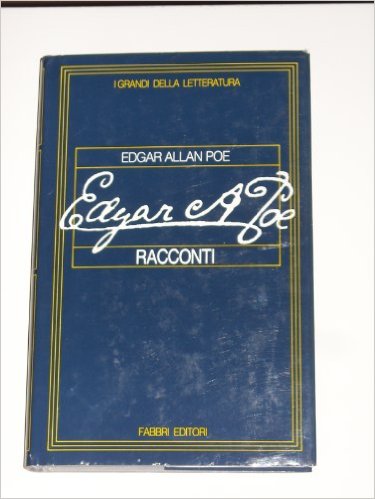 I GRANDI DELLA LETTERATURA
EDGAR ALLAN POE
Edgar A Poe
RACCONTI
FABBRI EDITORI